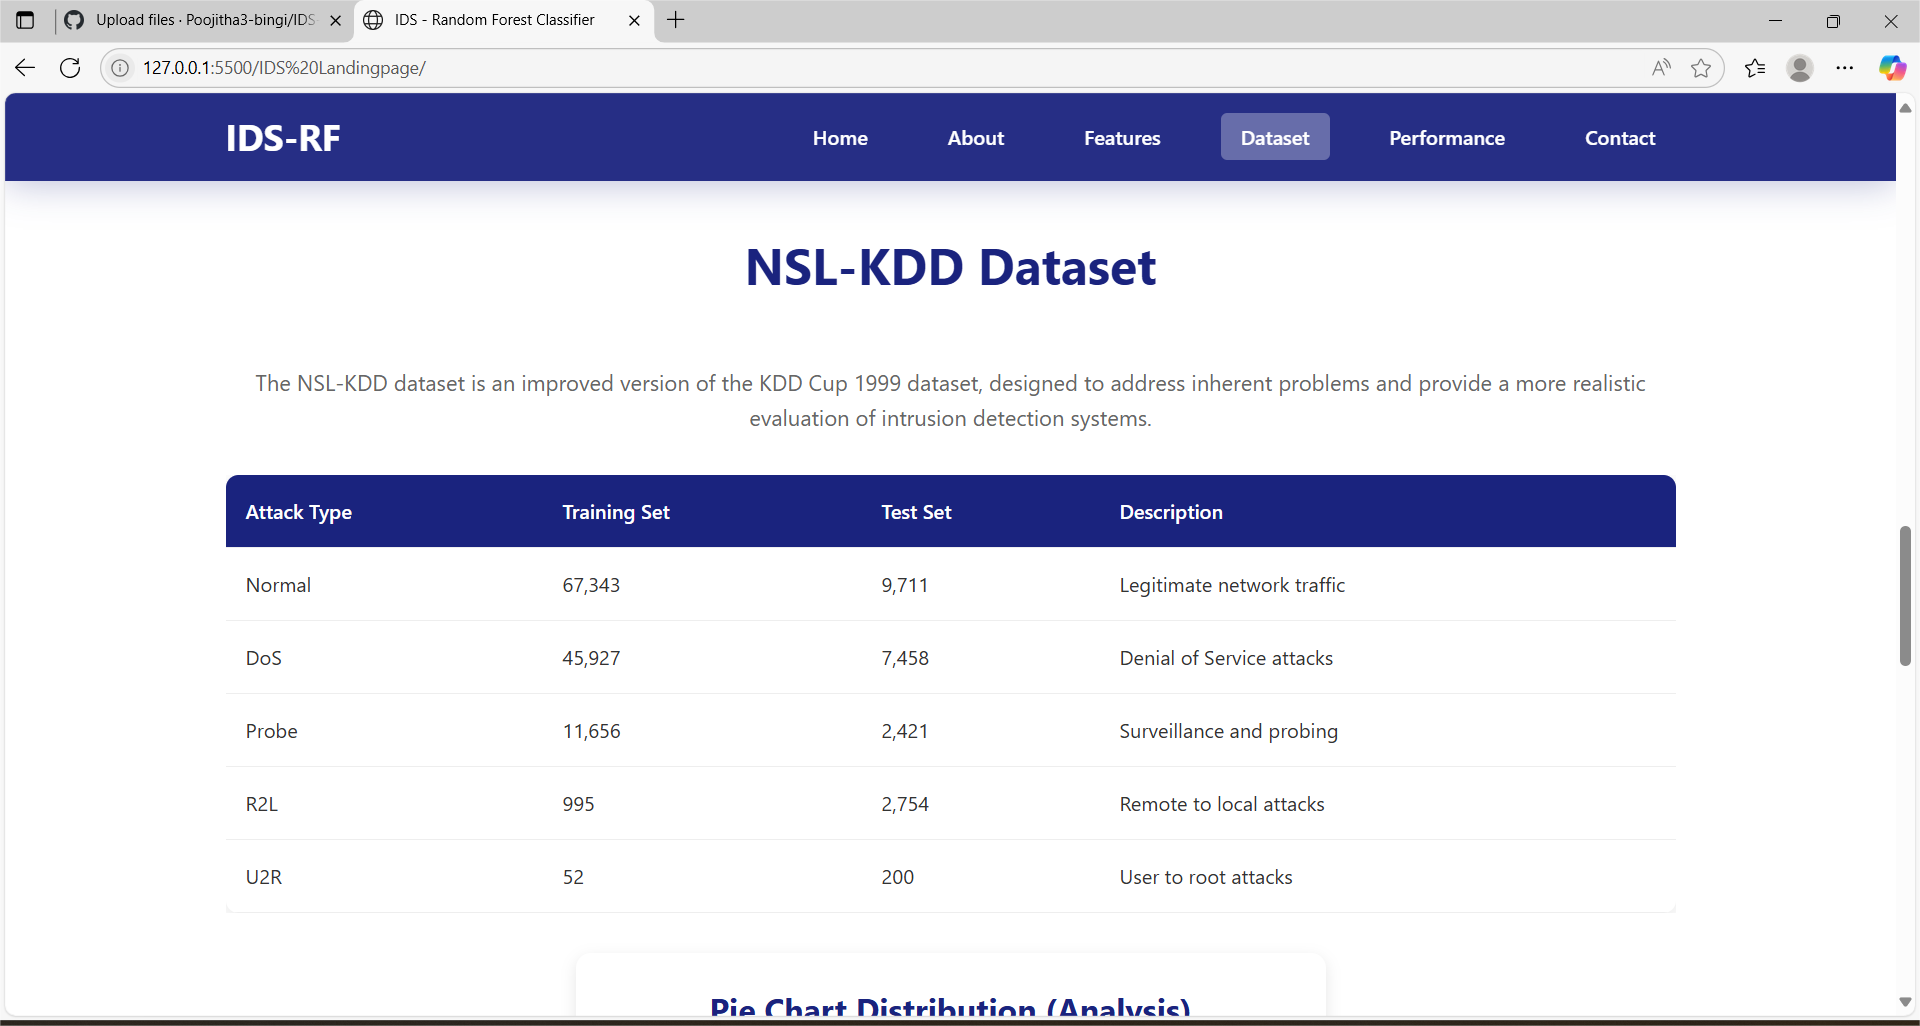 Upload files · Poojitha3-bingi/IDS
IDS - Random Forest Classifier
127.0.0.1:5500/IDS%20Landingpage/
IDS-RF
Home
About
Features
Dataset
Performance
Contact
NSL-KDD Dataset
The NSL-KDD dataset is an improved version of the KDD Cup 1999 dataset, designed to address inherent problems and provide a more realistic
evaluation of intrusion detection systems.
Attack Type Training Set Test Set Description
Normal 67,343 9,711 Legitimate network traffic
DoS 45,927 7,458 Denial of Service attacks
Probe 11,656 2,421 Surveillance and probing
R2L 995 2,754 Remote to local attacks
U2R 52 200 User to root attacks
Pie Chart Distribution (Analysis)